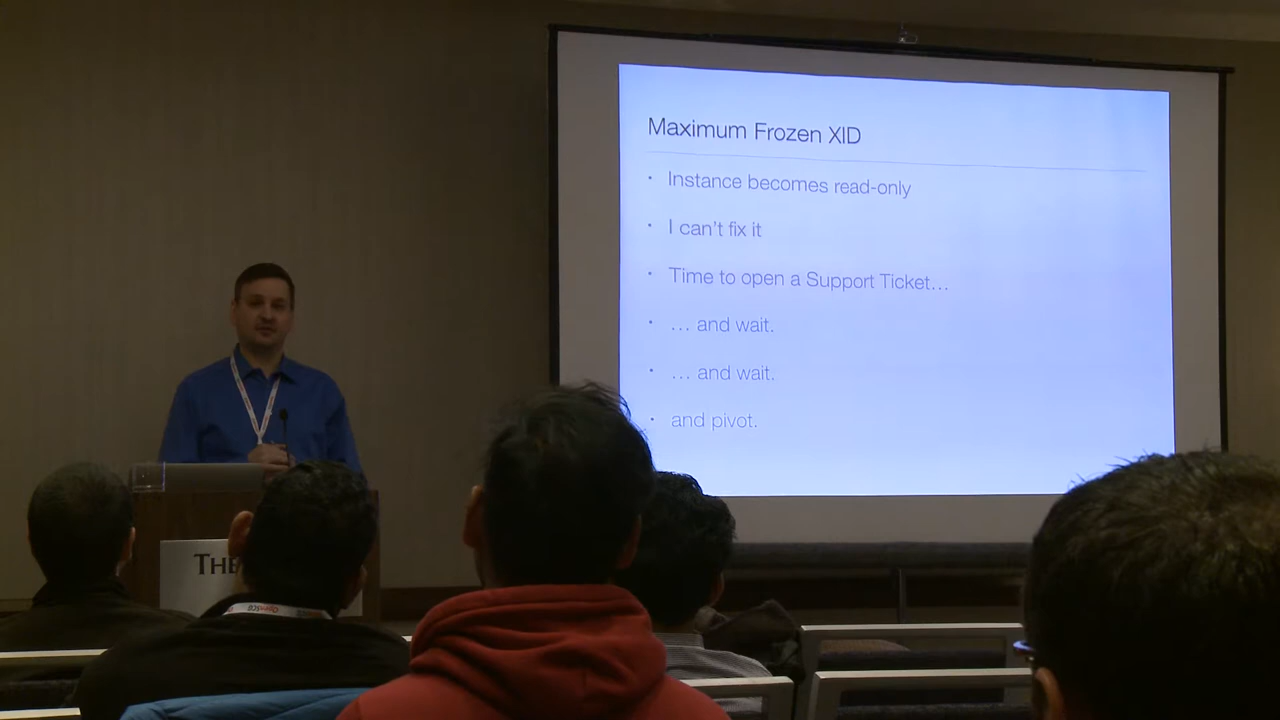 Maximum Frozen XID
• Instance becomes read-only
• I can't fix it
• Time to open a Support Ticket…
• … and wait.
• … and wait.
• and pivot.
THE